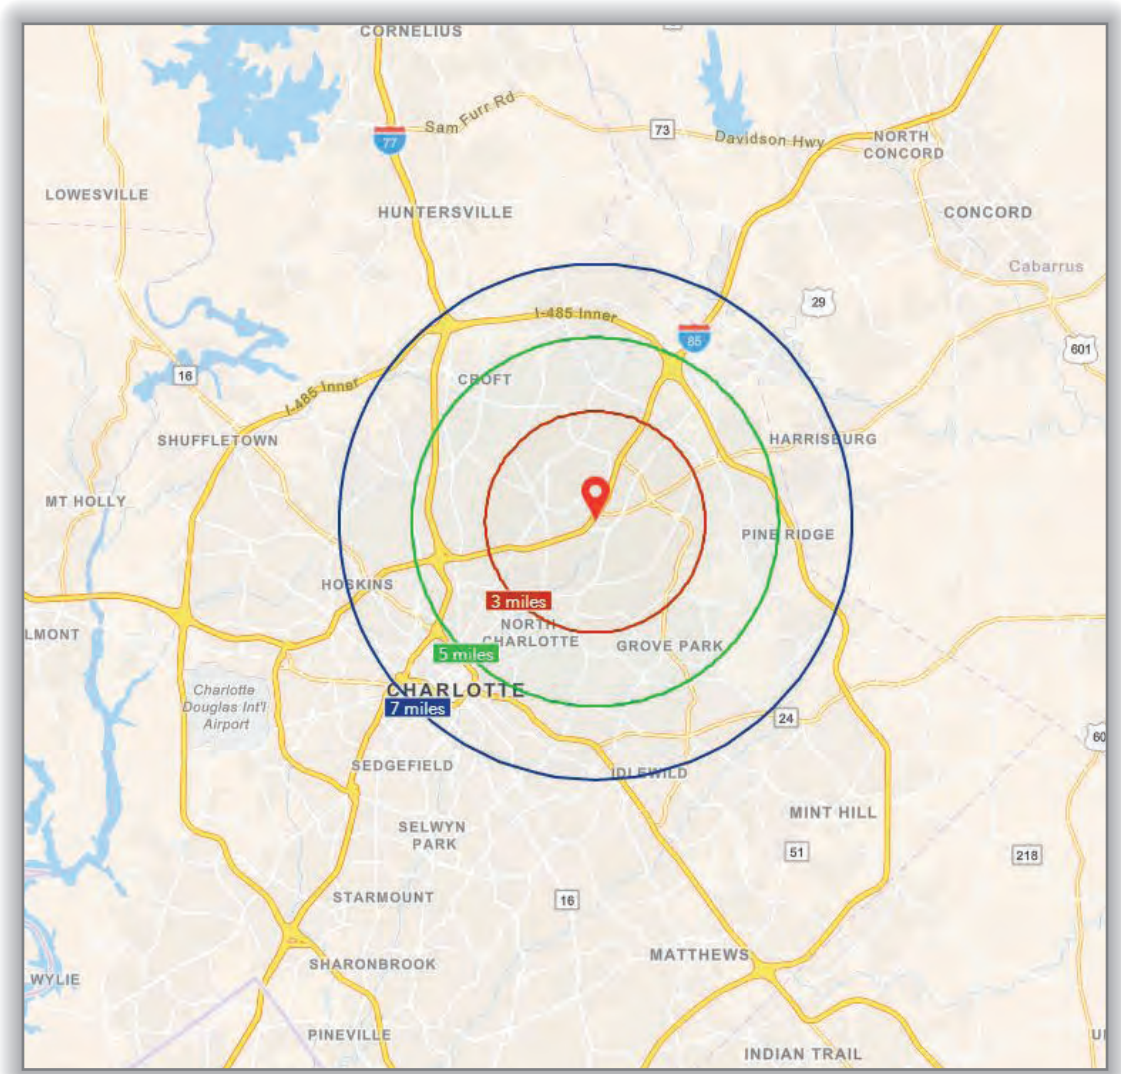 CORNELIUS
Sam Furr Rd
73
77
Davidson Hwy
NORTH
CONCORD
LOWESVILLE
HUNTERSVILLE
CONCORD
Cabarrus
29
I-485 Inner
85
601
16
CROFT
I-485 Inner
SHUFFLETOWN
HARRISBURG
MT HOLLY
PINE RIDGE
HOSKINS
3 miles
NORTH
CHARLOTTE
LMONT
GROVE PARK
5 miles
Charlotte
Douglas Int'l
Airport
CHARLOTTE
7 miles
24
60
SEDGEFIELD
IDLEWILD
MINT HILL
SELWYN
PARK
51
218
STARMOUNT
16
MATTHEWS
SHARONBROOK
WYLIE
PINEVILLE
U
INDIAN TRAIL